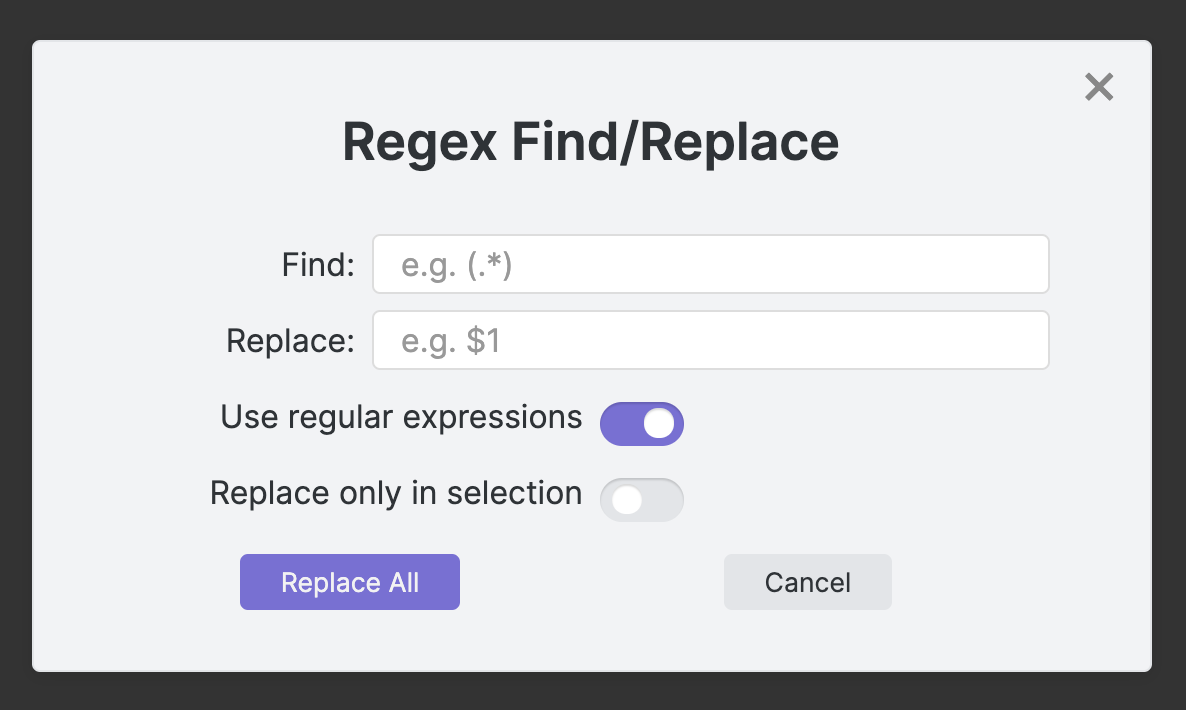 Regex Find/Replace
Find: e.g. (.*)
Replace: e.g. $1
Use regular expressions
Replace only in selection
Replace All Cancel